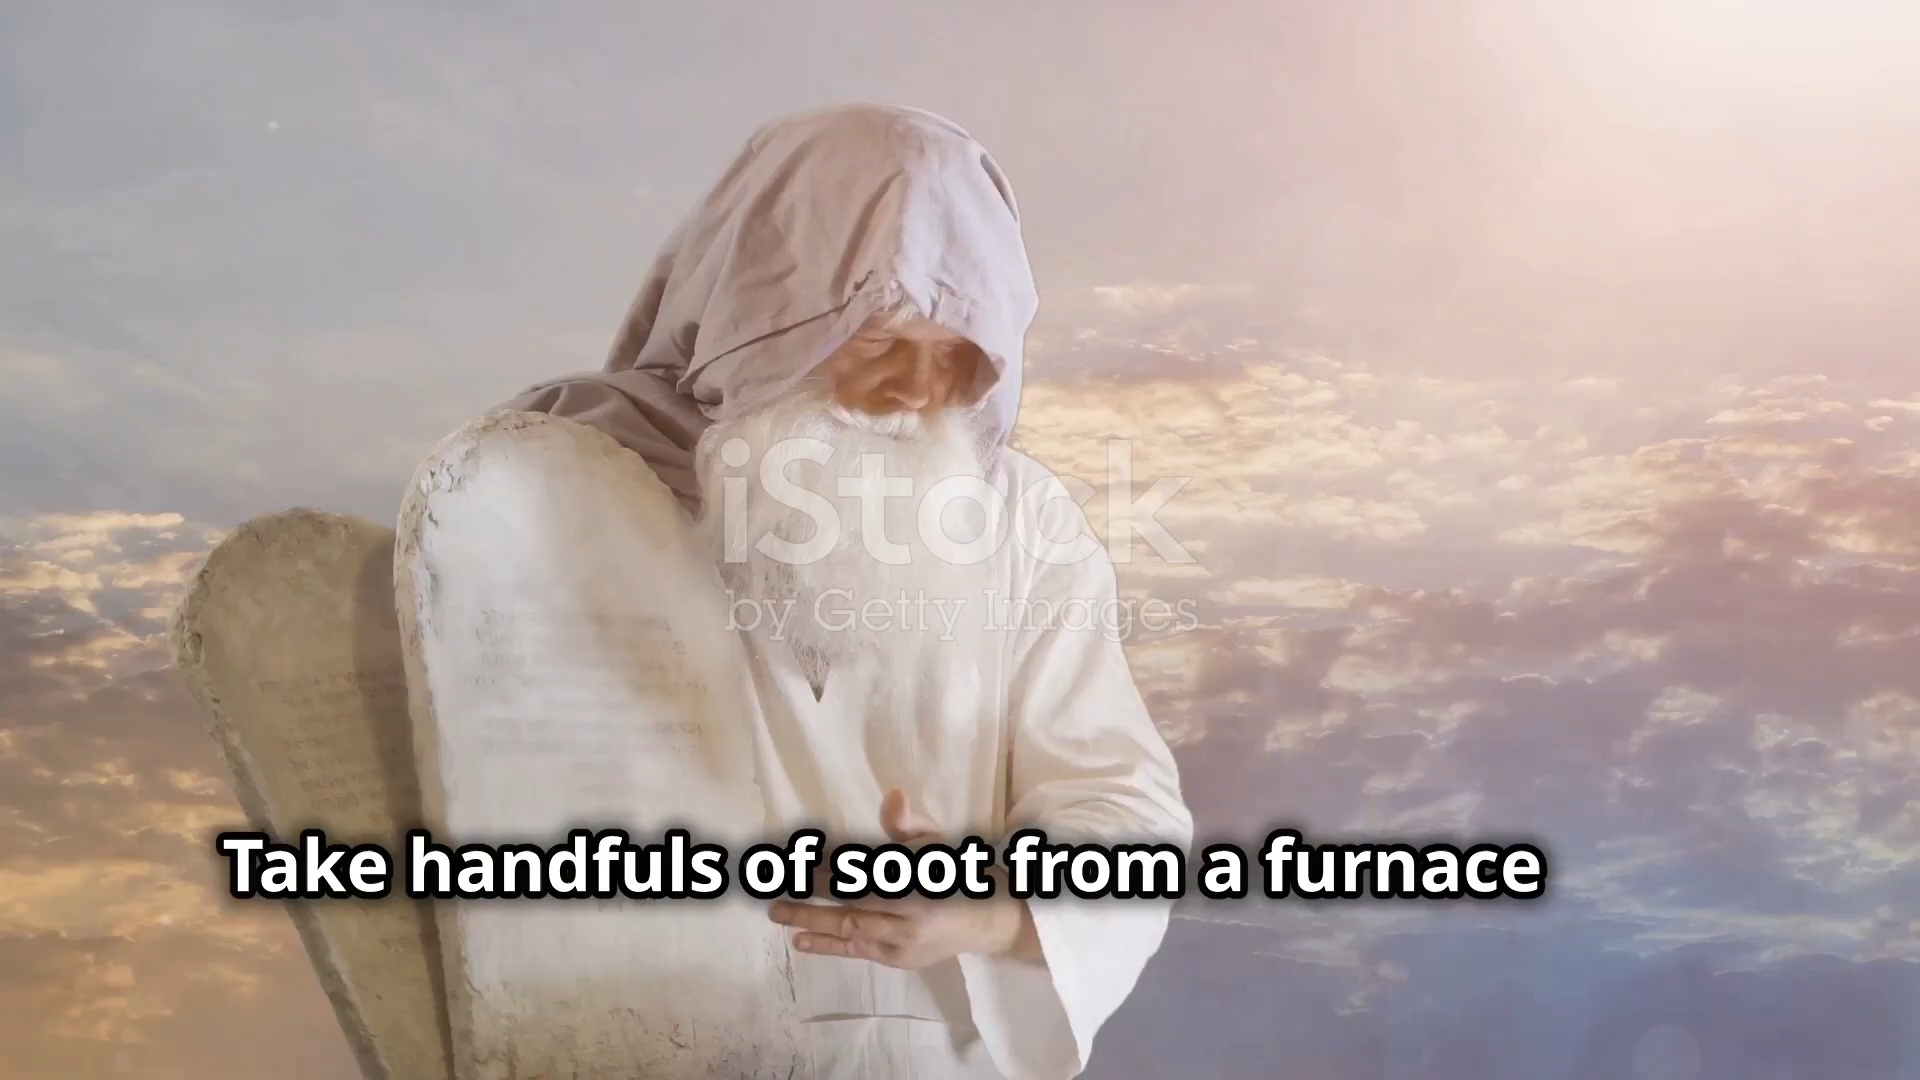 iStock
by Getty Images
Take handfuls of soot from a furnace